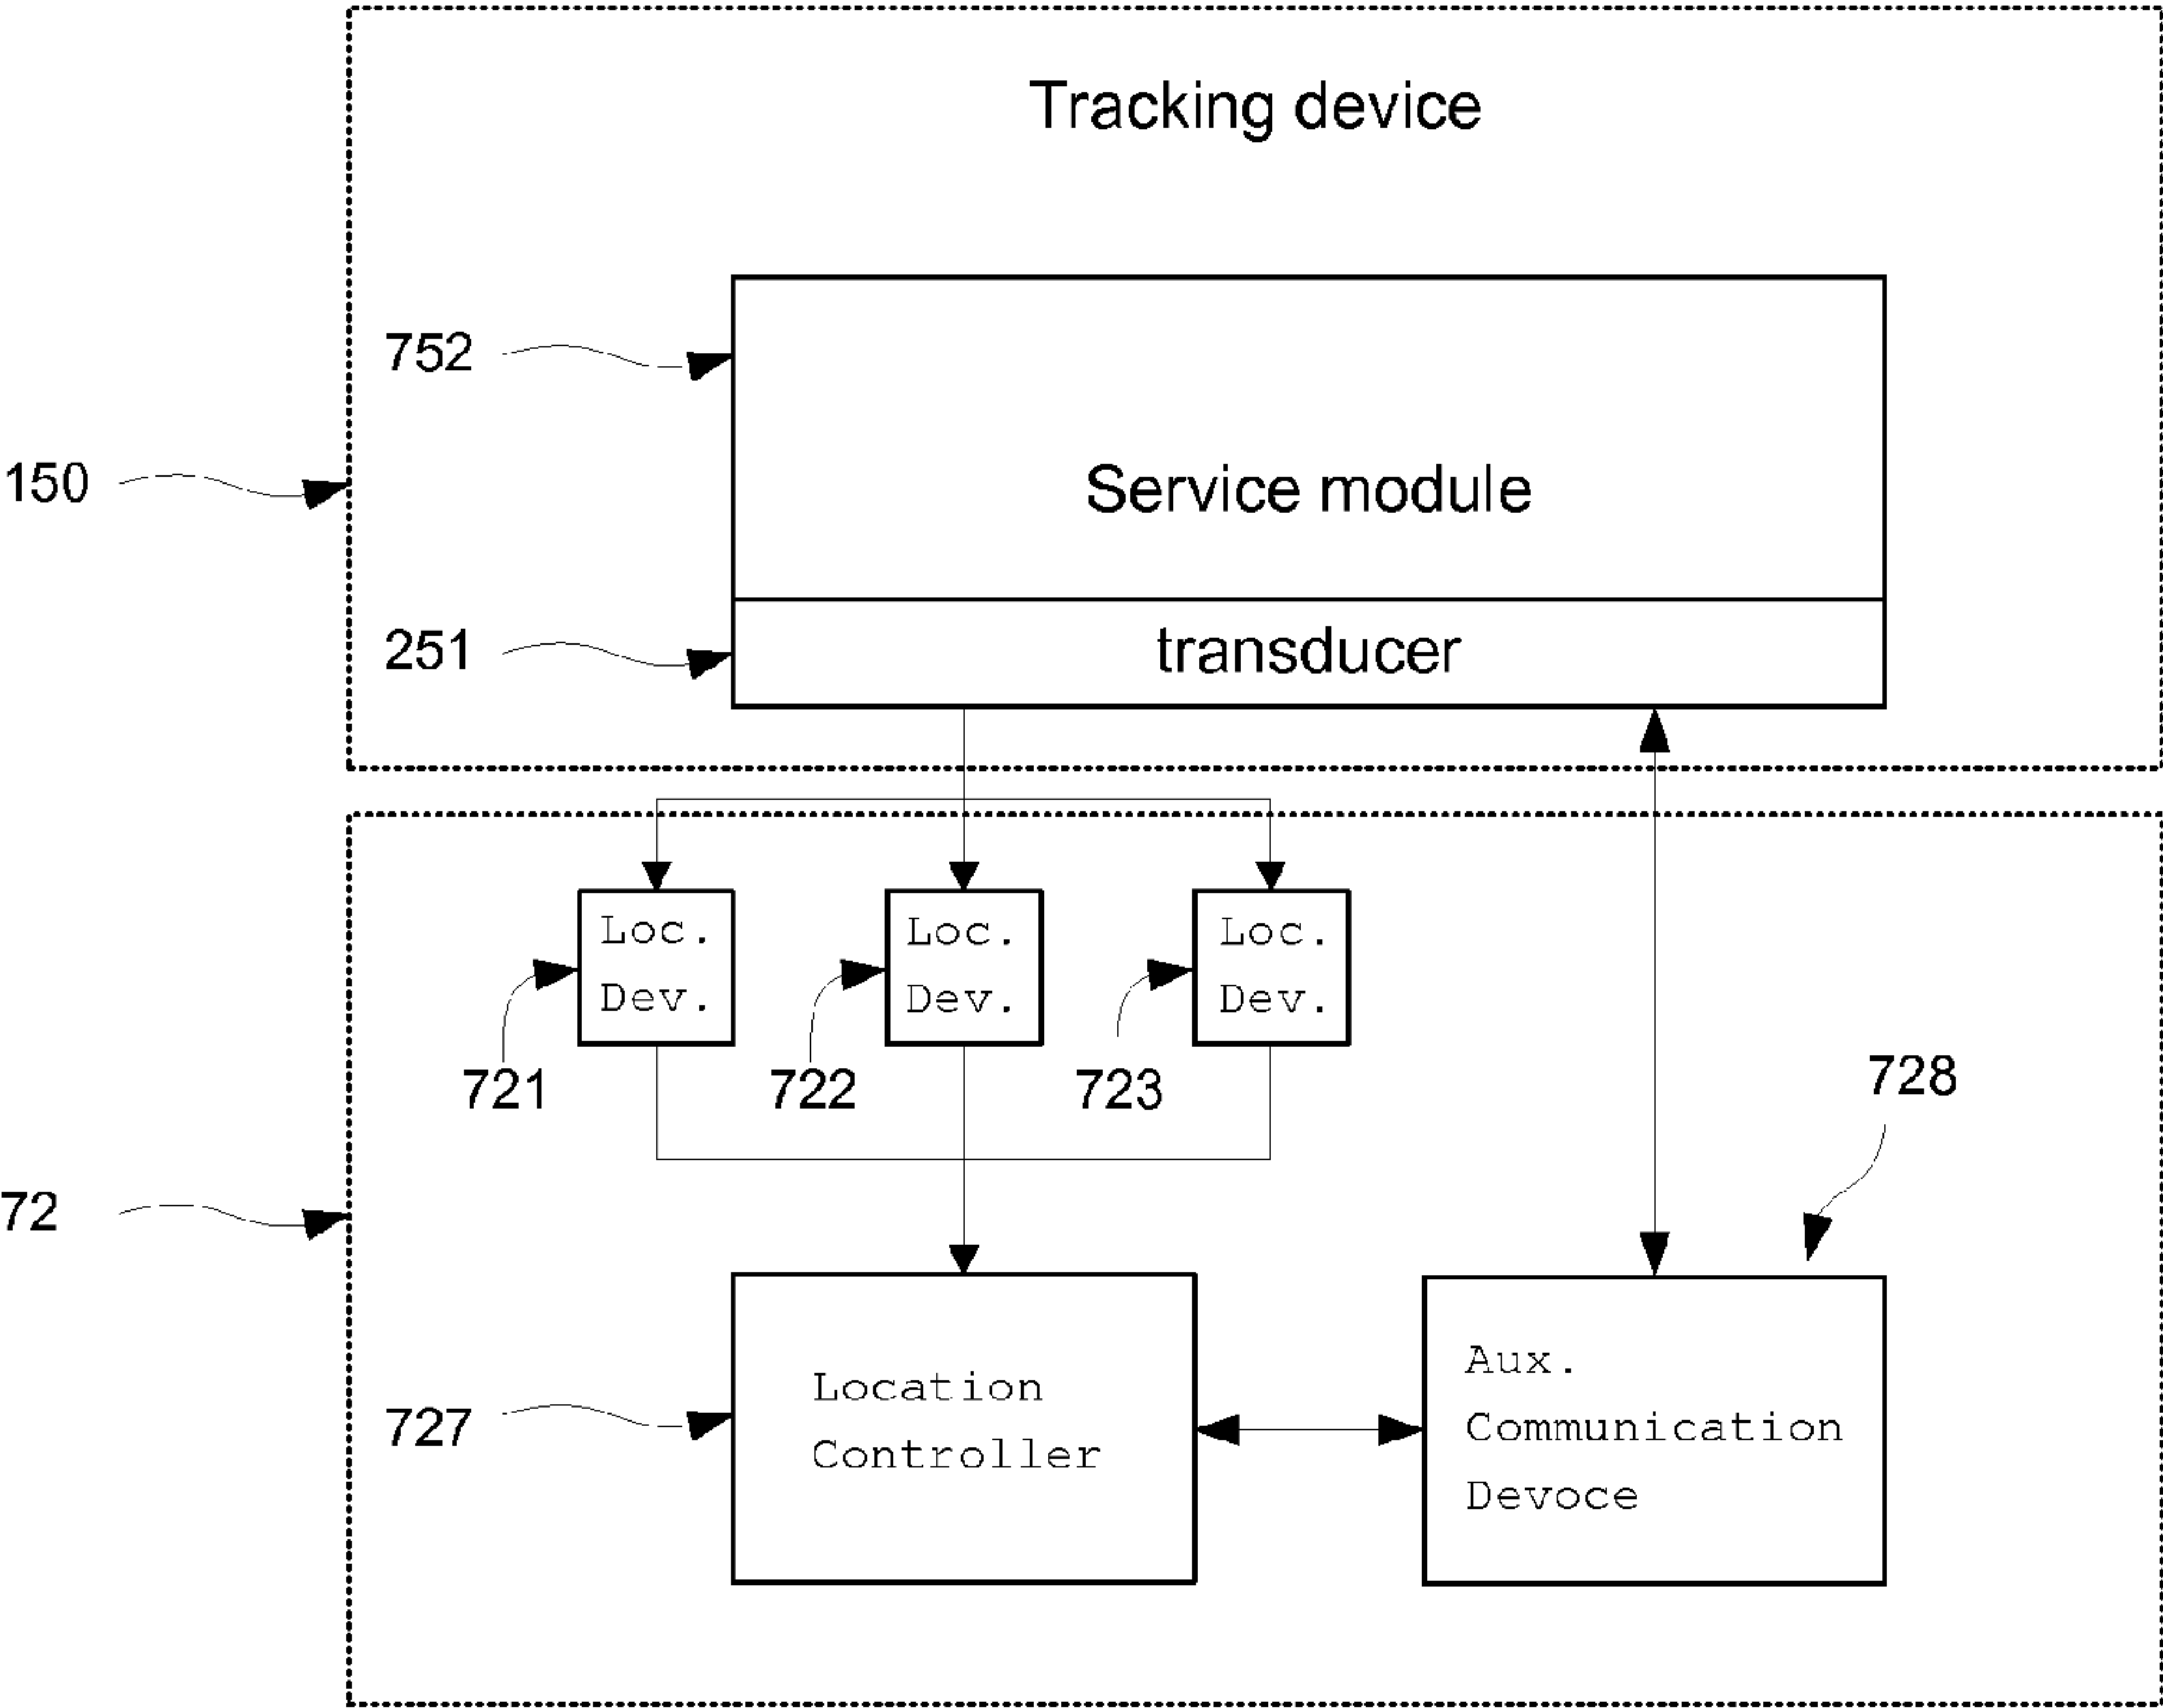 Tracking device
752
150
Service module
251
transducer
Loc.
Dev.
Loc.
Dev.
Loc.
Dev.
721
722
723
728
72
727
Location
Controller
Aux.
Communication
Devoce